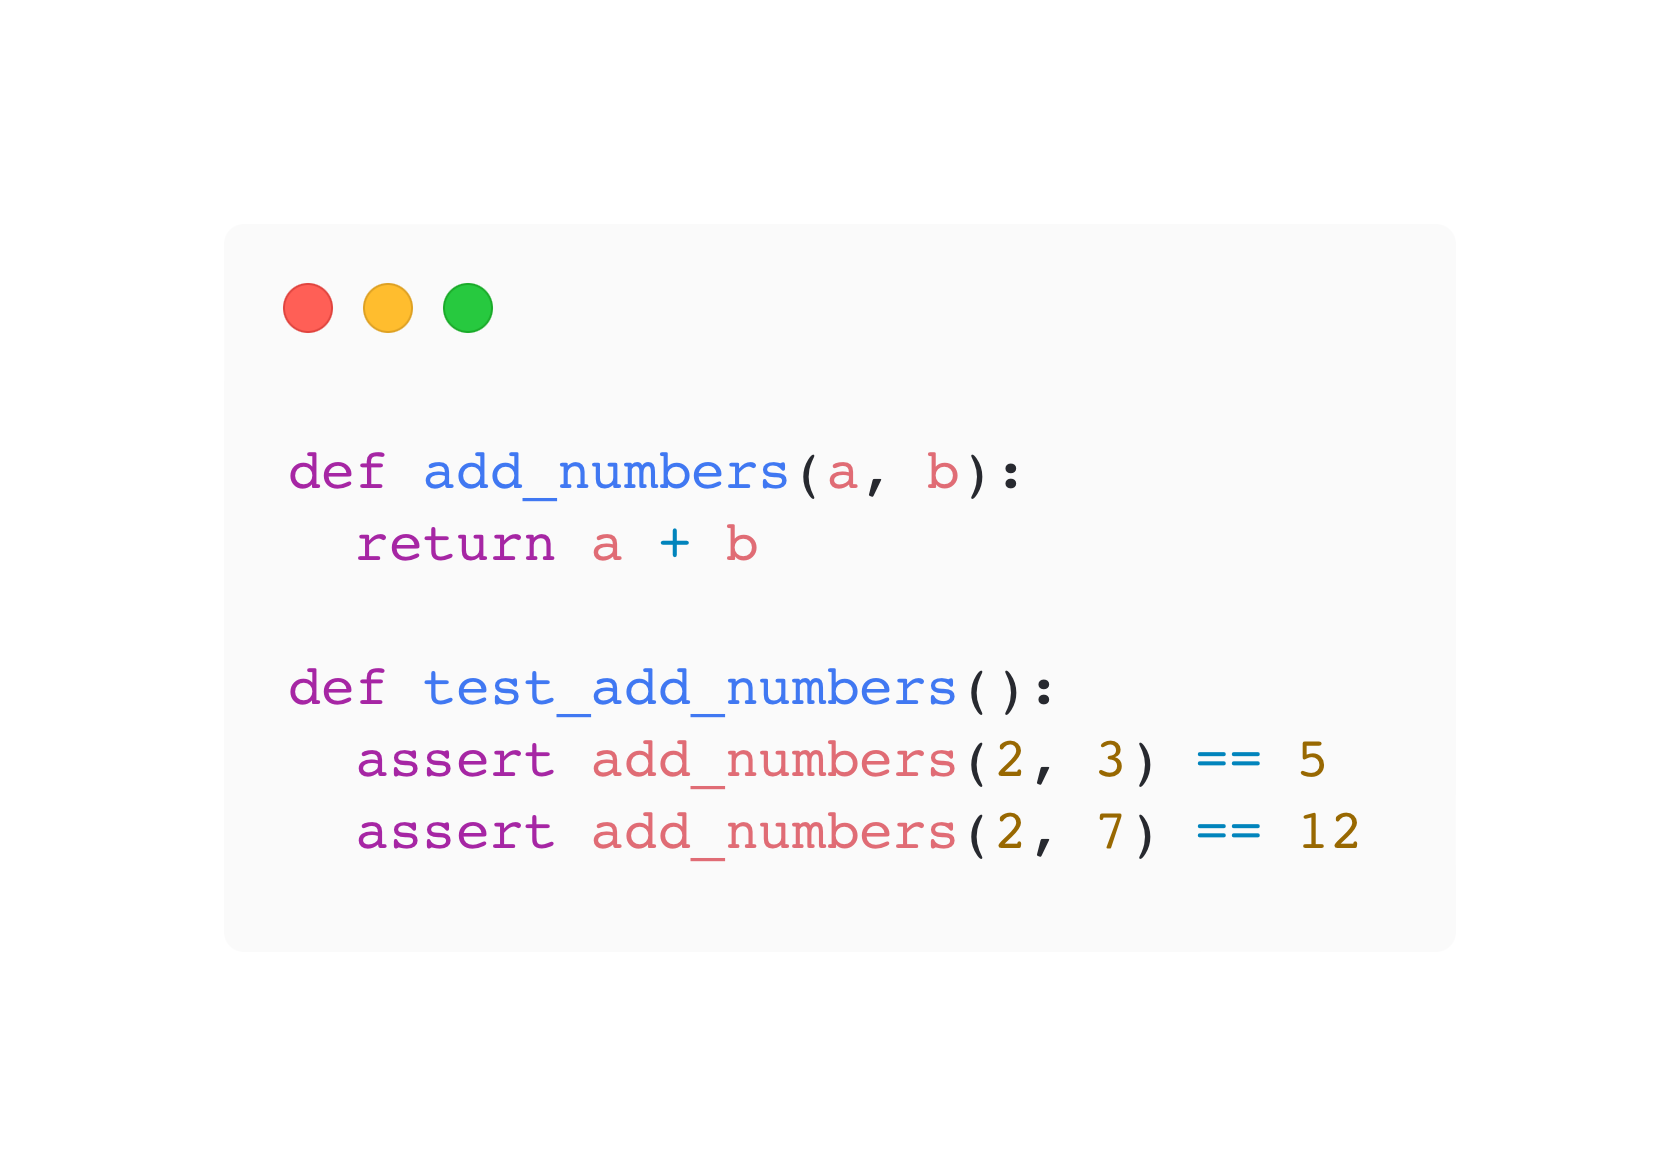 def add_numbers(a, b):
  return a + b

def test_add_numbers():
  assert add_numbers(2, 3) == 5
  assert add_numbers(2, 7) == 12